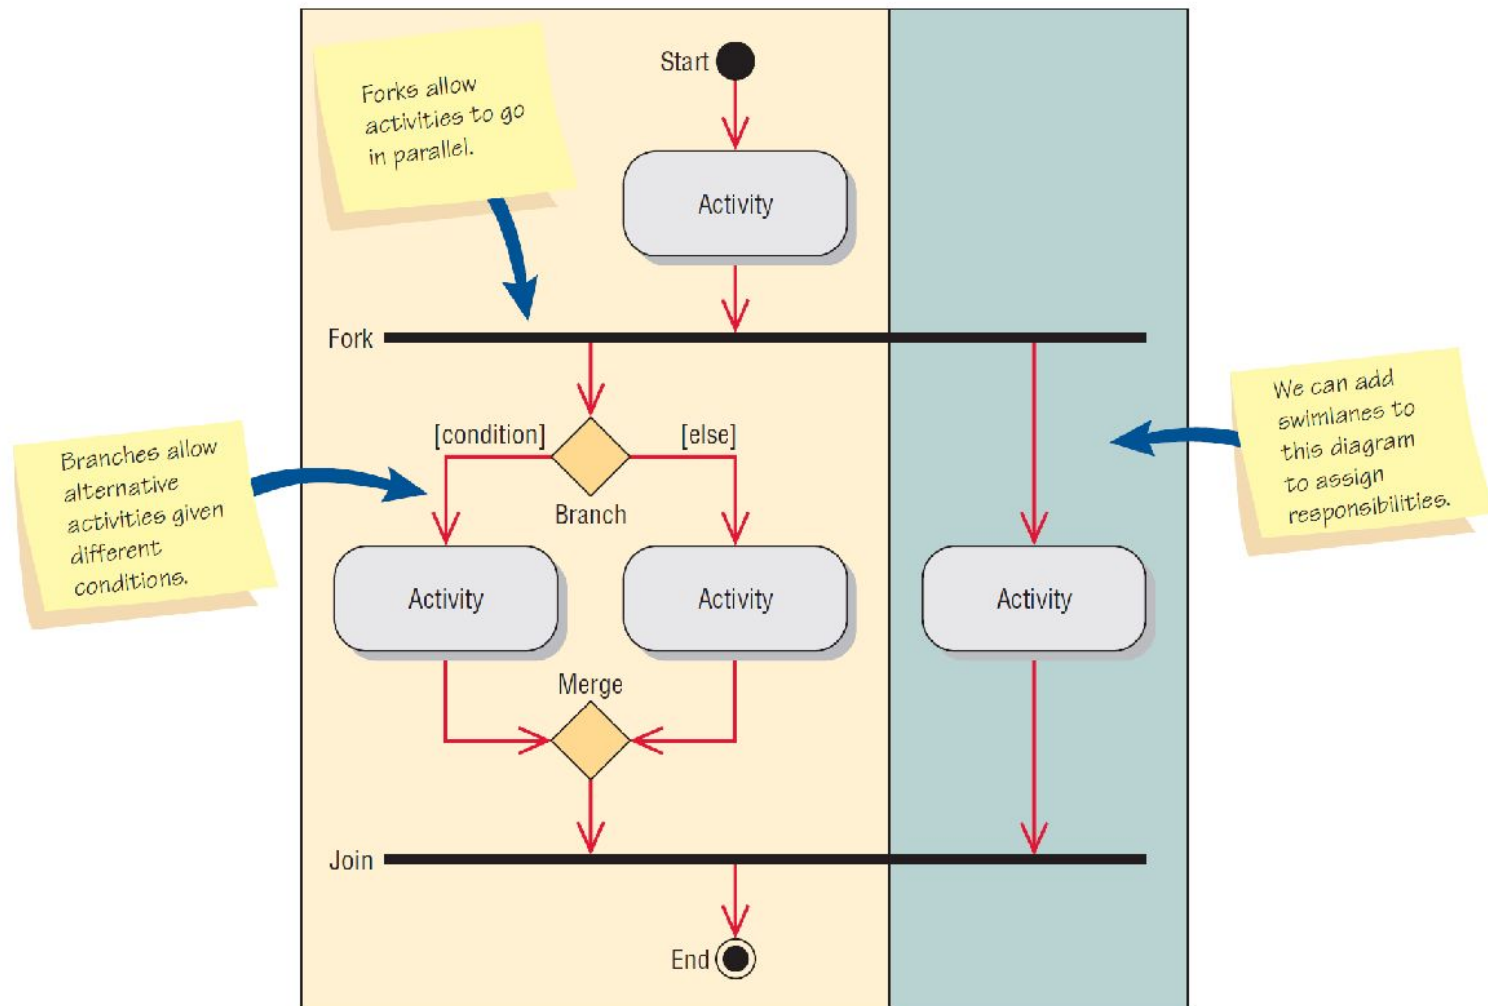 Start
Forks allow
activities to go
in parallel.
Activity
Fork
We can add
swimlanes to
this diagram
to assign
responsibilities.
[condition]
[else]
Branches allow
alternative
activities given
different
conditions.
Branch
Activity
Activity
Activity
Merge
Join
End